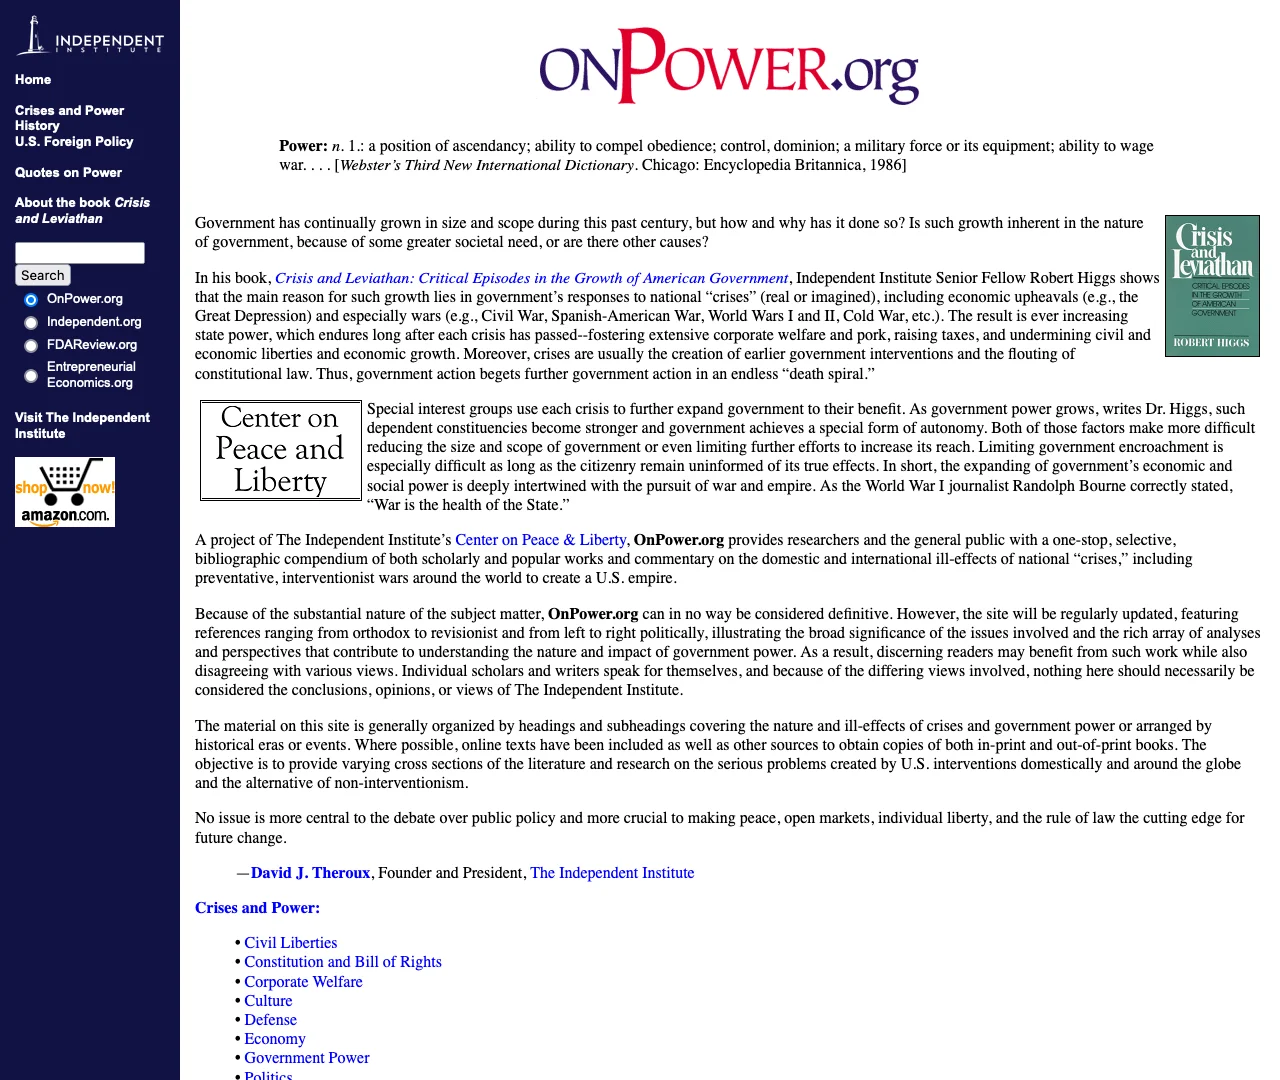 INDEPENDENT
INSTITUTE
Home
Crises and Power
History
U.S. Foreign Policy
Quotes on Power
About the book Crisis
and Leviathan
Search
OnPower.org
Independent.org
FDAReview.org
Entrepreneurial
Economics.org
Visit The Independent
Institute
shop now!
amazon.com.
ONPOWER.org
Power: n. 1.: a position of ascendancy; ability to compel obedience; control, dominion; a military force or its equipment; ability to wage
war. . . . [Webster’s Third New International Dictionary. Chicago: Encyclopedia Britannica, 1986]
Government has continually grown in size and scope during this past century, but how and why has it done so? Is such growth inherent in the nature
of government, because of some greater societal need, or are there other causes?
Crisis
and
Leviathan
CRITICAL EPISODES
IN THE GROWTH
OF AMERICAN
GOVERNMENT
ROBERT HIGGS
In his book, Crisis and Leviathan: Critical Episodes in the Growth of American Government, Independent Institute Senior Fellow Robert Higgs shows
that the main reason for such growth lies in government’s responses to national “crises” (real or imagined), including economic upheavals (e.g., the
Great Depression) and especially wars (e.g., Civil War, Spanish-American War, World Wars I and II, Cold War, etc.). The result is ever increasing
state power, which endures long after each crisis has passed--fostering extensive corporate welfare and pork, raising taxes, and undermining civil and
economic liberties and economic growth. Moreover, crises are usually the creation of earlier government interventions and the flouting of
constitutional law. Thus, government action begets further government action in an endless “death spiral.”
Center on
Peace and
Liberty
Special interest groups use each crisis to further expand government to their benefit. As government power grows, writes Dr. Higgs, such
dependent constituencies become stronger and government achieves a special form of autonomy. Both of those factors make more difficult
reducing the size and scope of government or even limiting further efforts to increase its reach. Limiting government encroachment is
especially difficult as long as the citizenry remain uninformed of its true effects. In short, the expanding of government’s economic and
social power is deeply intertwined with the pursuit of war and empire. As the World War I journalist Randolph Bourne correctly stated,
“War is the health of the State.”
A project of The Independent Institute’s Center on Peace & Liberty, OnPower.org provides researchers and the general public with a one-stop, selective,
bibliographic compendium of both scholarly and popular works and commentary on the domestic and international ill-effects of national “crises,” including
preventative, interventionist wars around the world to create a U.S. empire.
Because of the substantial nature of the subject matter, OnPower.org can in no way be considered definitive. However, the site will be regularly updated, featuring
references ranging from orthodox to revisionist and from left to right politically, illustrating the broad significance of the issues involved and the rich array of analyses
and perspectives that contribute to understanding the nature and impact of government power. As a result, discerning readers may benefit from such work while also
disagreeing with various views. Individual scholars and writers speak for themselves, and because of the differing views involved, nothing here should necessarily be
considered the conclusions, opinions, or views of The Independent Institute.
The material on this site is generally organized by headings and subheadings covering the nature and ill-effects of crises and government power or arranged by
historical eras or events. Where possible, online texts have been included as well as other sources to obtain copies of both in-print and out-of-print books. The
objective is to provide varying cross sections of the literature and research on the serious problems created by U.S. interventions domestically and around the globe
and the alternative of non-interventionism.
No issue is more central to the debate over public policy and more crucial to making peace, open markets, individual liberty, and the rule of law the cutting edge for
future change.
—David J. Theroux, Founder and President, The Independent Institute
Crises and Power:
• Civil Liberties
• Constitution and Bill of Rights
• Corporate Welfare
• Culture
• Defense
• Economy
• Government Power
• Politics